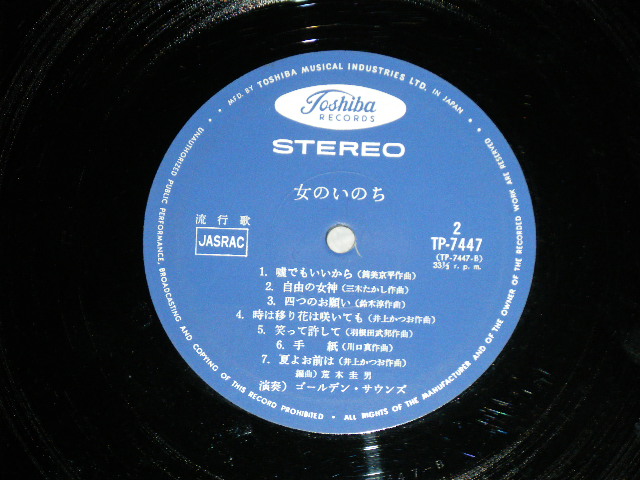 MFD. BY TOSHIBA MUSICAL INDUSTRIES LTD. IN JAPAN
Toshiba
RECORDS
STEREO
女のいのち
流行歌
JASRAC
2
TP-7447
(TP-7447-B)
33⅓ r. p. m.
1. 嘘でもいいから (筒美京平作曲)
2. 自由の女神 (三木たかし作曲)
3. 四つのお願い (鈴木淳作曲)
4. 時は移り花は咲いても (井上かつお作曲)
5. 笑って許して (羽根田武邦作曲)
6. 手 紙 (川口真作曲)
7. 夏よお前は (井上かつお作曲)
編曲) 荒木圭男
演奏) ゴールデン・サウンズ
UNAUTHORIZED PUBLIC PERFORMANCE, BROADCASTING AND COPYING OF THIS RECORD PROHIBITED • ALL RIGHTS OF THE MANUFACTURER AND OF THE OWNER OF THE RECORDED WORK ARE RESERVED